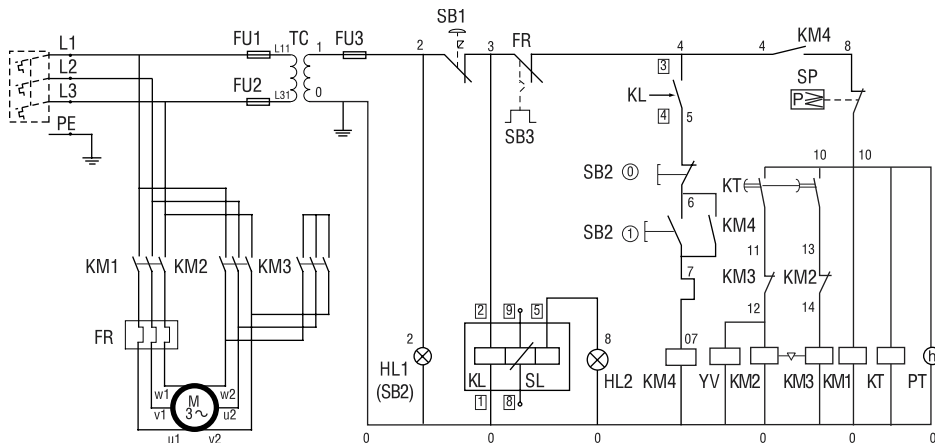 SB1
L1
FU1
TC
FU3
FR
KM4
L11
1
2
3
4
4
8
L2
3
SP
L3
FU2
L31
0
KL
P
4
5
SB3
PE
10
10
SB2 0
KT
6
KM4
SB2 1
11
13
KM1
KM2
KM3
7
KM3
KM2
2
9
5
12
14
FR
2
8
07
h
HL1
(SB2)
KL
SL
HL2
KM4
YV
KM2
KM3
KM1
KT
PT
w1
w2
M
3~
v1
u2
1
8
u1
v2
0
0
0
0
0
0
0
0